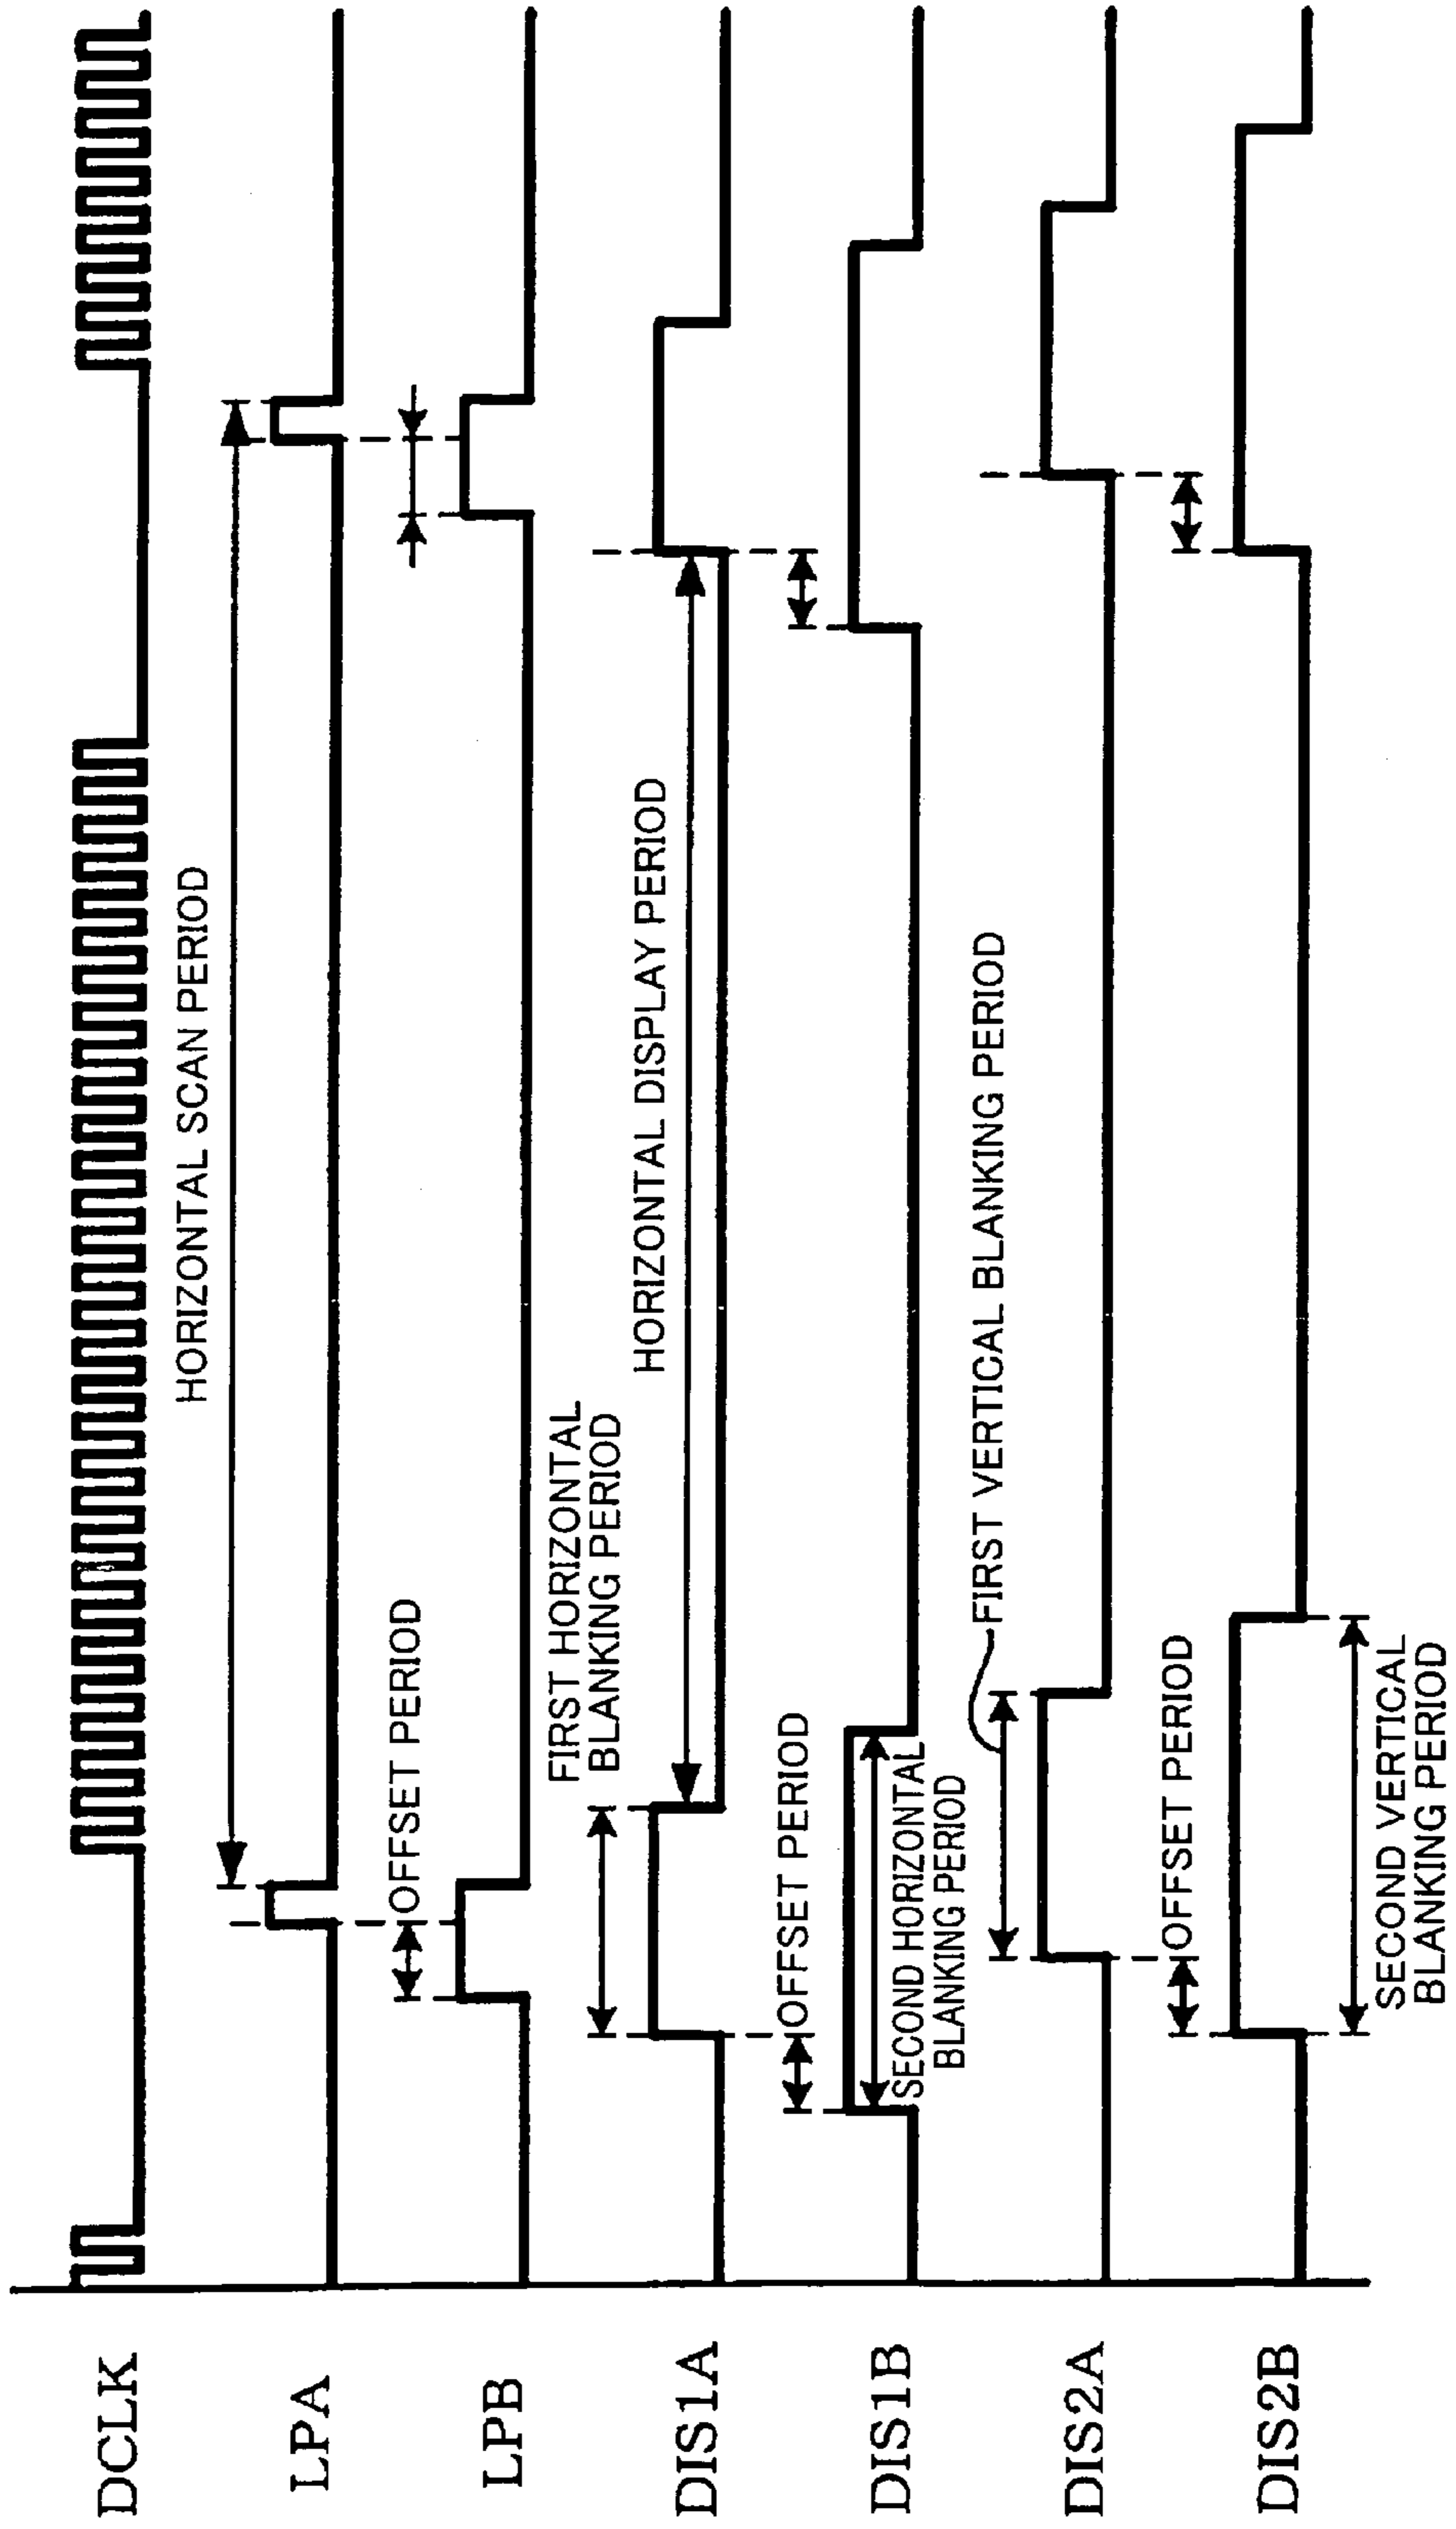 DCLK
HORIZONTAL SCAN PERIOD
LPA
OFFSET PERIOD
LPB
FIRST HORIZONTAL
BLANKING PERIOD
HORIZONTAL DISPLAY PERIOD
DIS1A
OFFSET PERIOD
DIS1B
SECOND HORIZONTAL
BLANKING PERIOD
FIRST VERTICAL BLANKING PERIOD
DIS2A
OFFSET PERIOD
DIS2B
SECOND VERTICAL
BLANKING PERIOD